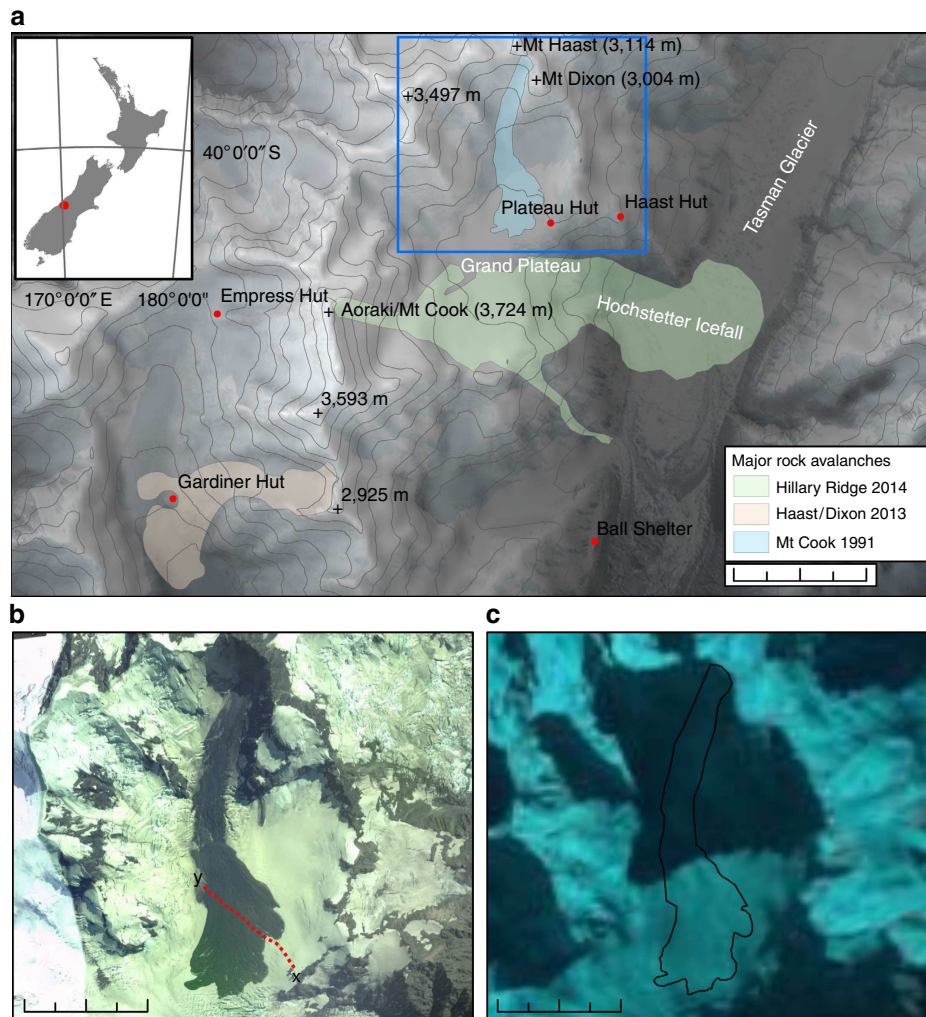 a
+Mt Haast (3,114 m)
+Mt Dixon (3,004 m)
+3,497 m
40°0′0″ S
Tasman Glacier
Plateau Hut
Haast Hut
Grand Plateau
170°0′0″ E
180°0′0"
Empress Hut
+ Aoraki/Mt Cook (3,724 m)
Hochstetter Icefall
3,593 m
+
Gardiner Hut
2,925 m
+
Ball Shelter
Major rock avalanches
Hillary Ridge 2014
Haast/Dixon 2013
Mt Cook 1991
b
y
x
c